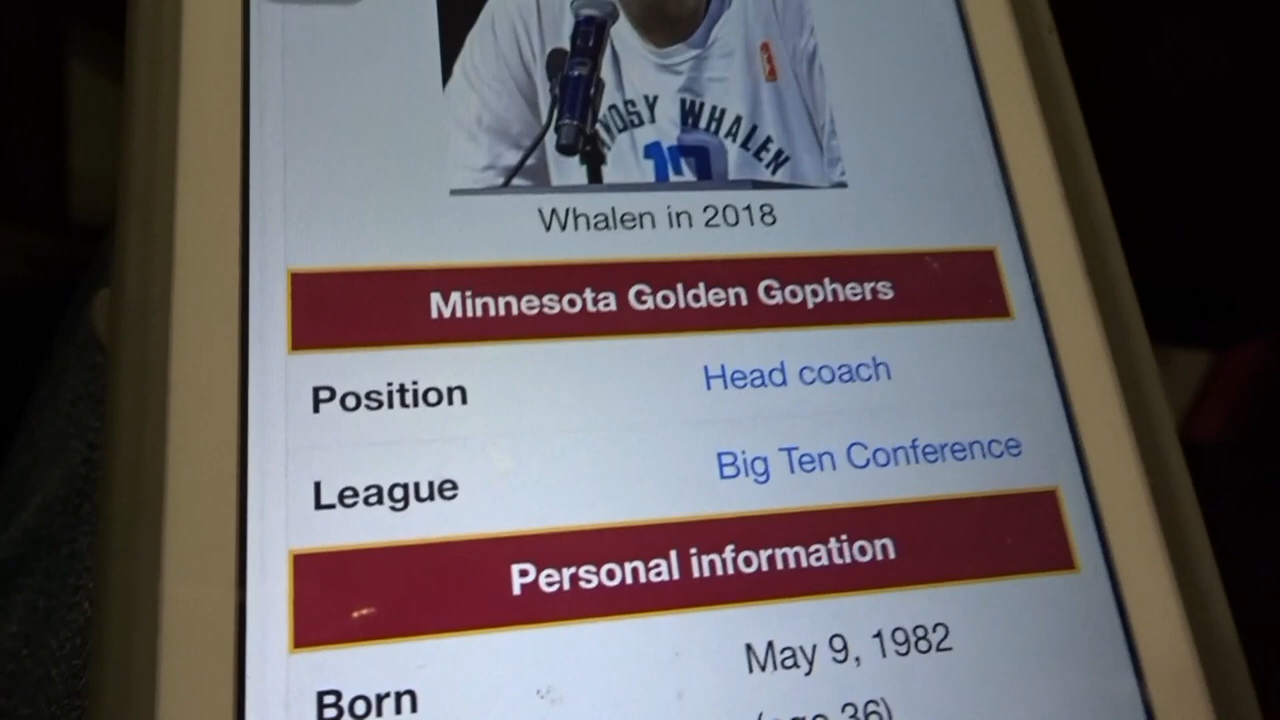 WHALEN
Whalen in 2018
Minnesota Golden Gophers
Position Head coach
League Big Ten Conference
Personal information
Born May 9, 1982
36)